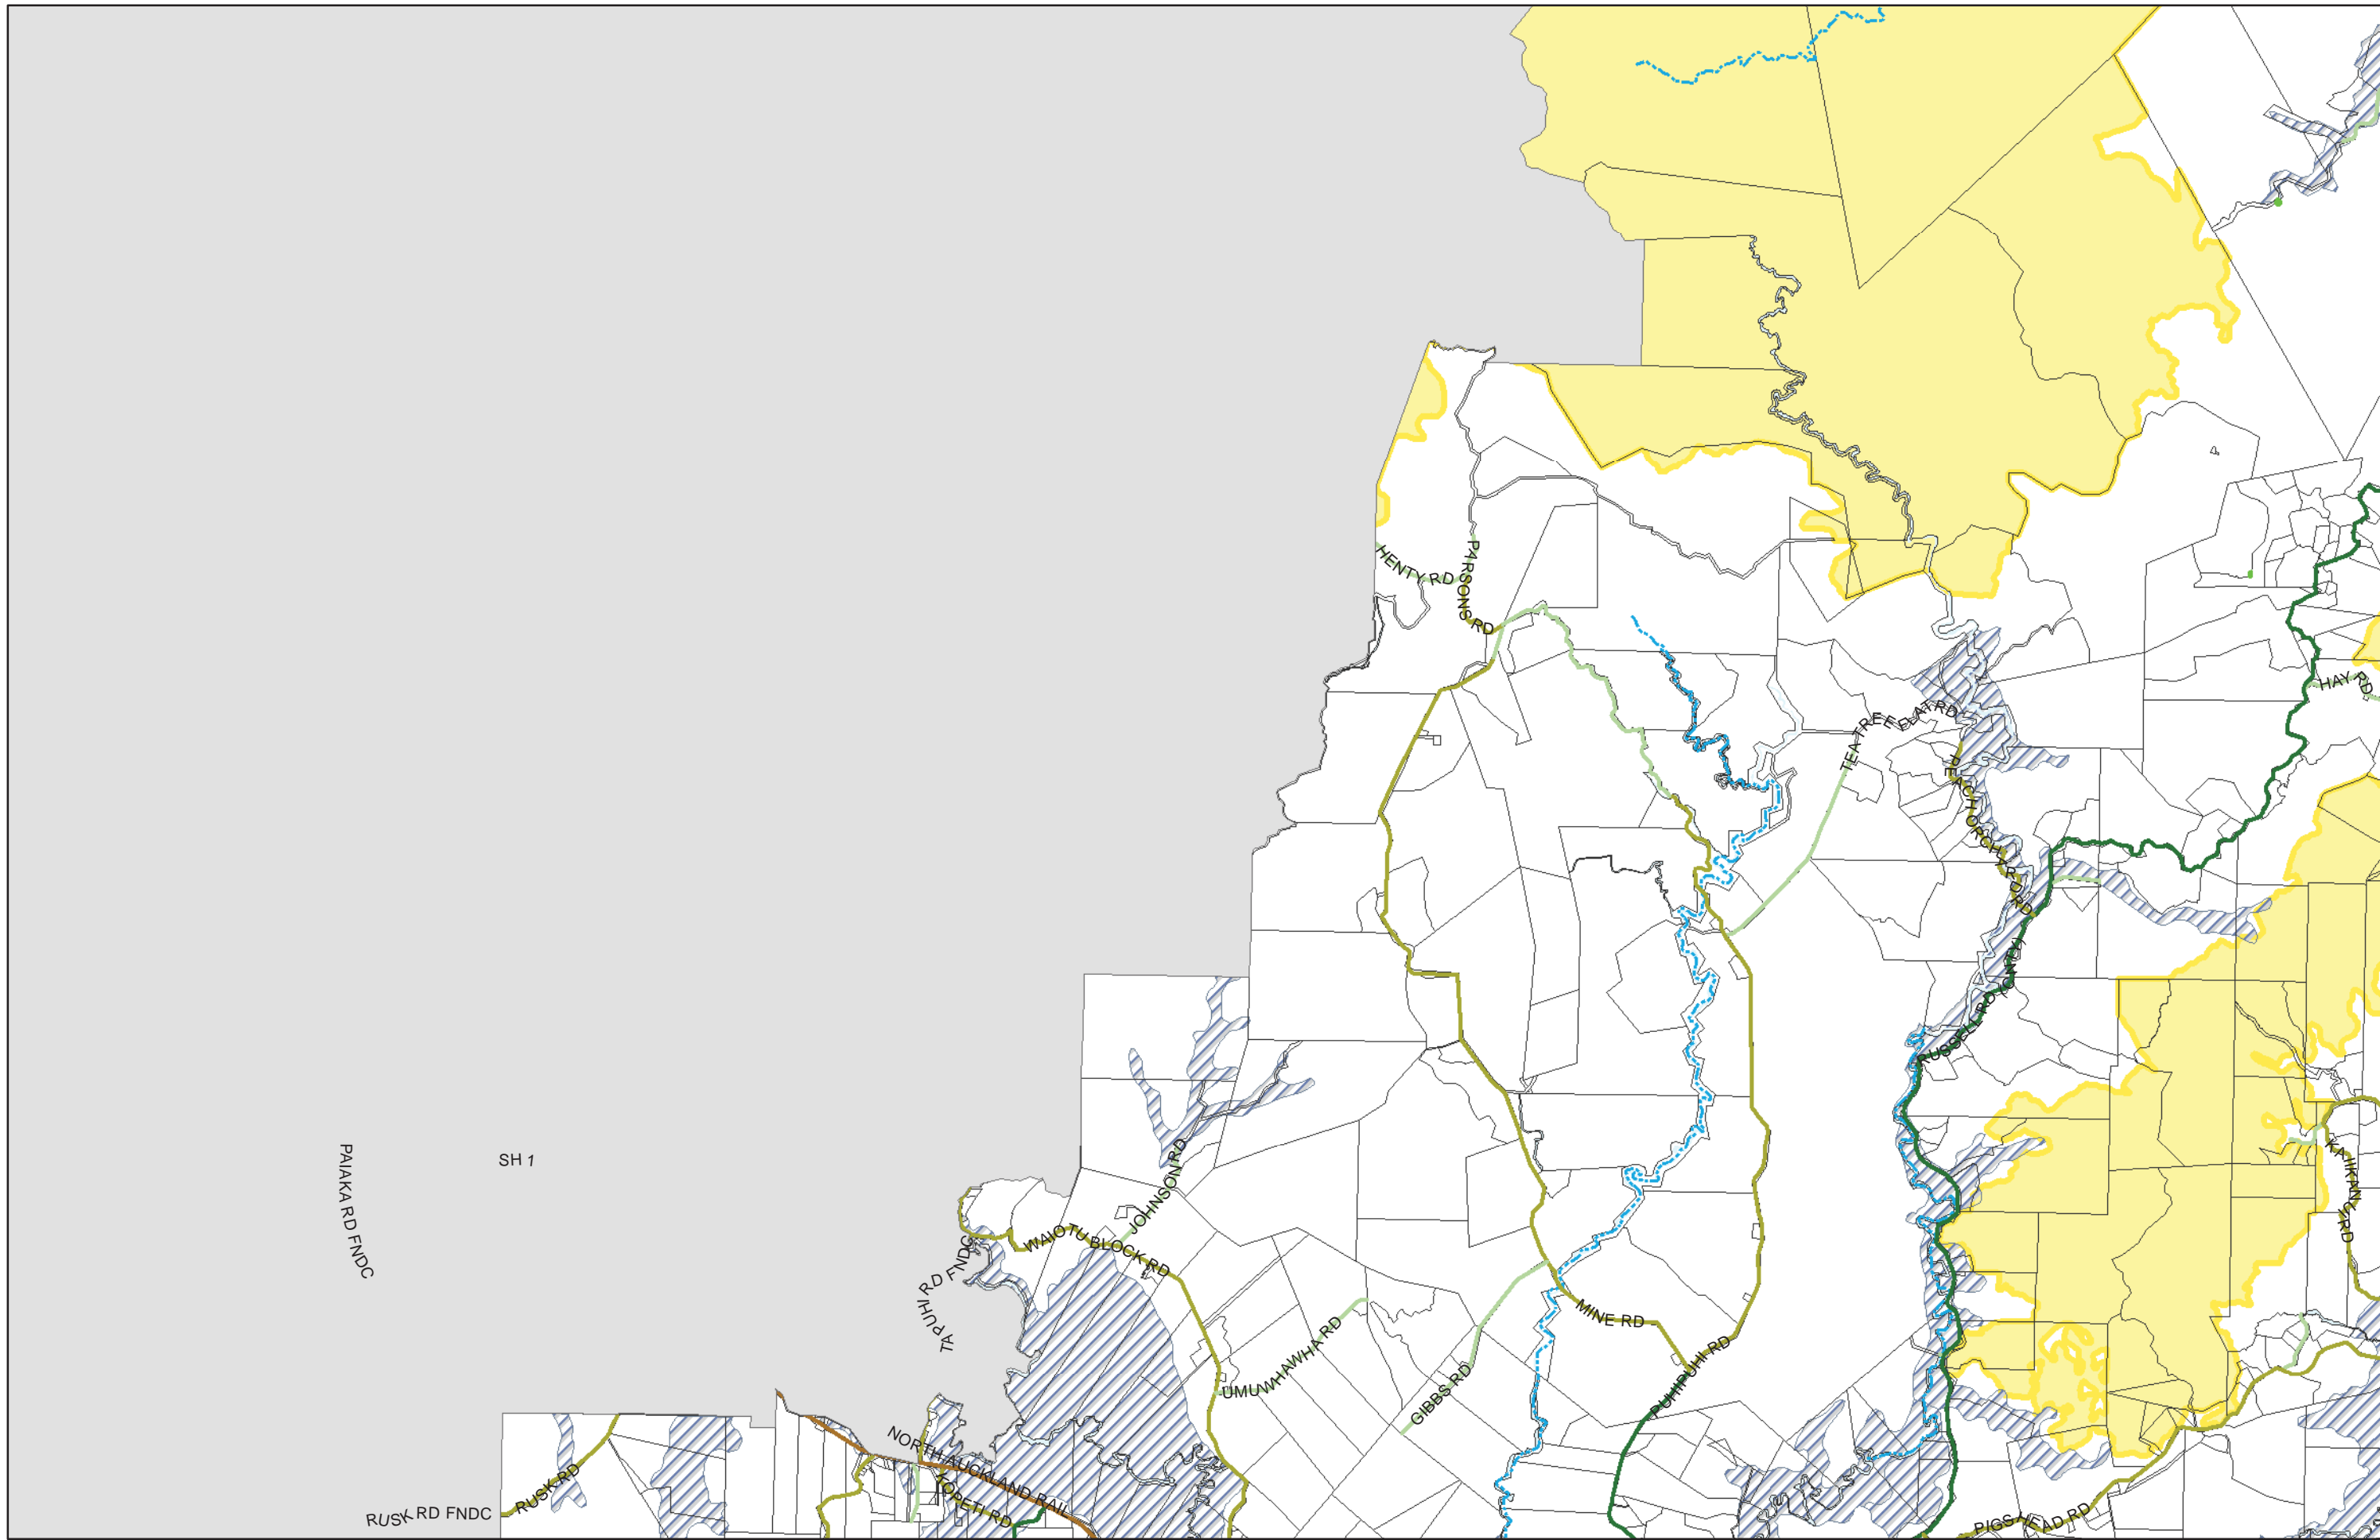 HENTY RD
PARSONS RD
HAY RD
TEA TREE FLAT RD
PEACH ORCHARD RD
RUSSELL RD (CNTY)
PAIAKA RD FNDC
SH 1
JOHNSON RD
KAIIKANUI RD
WAIOTU BLOCK RD
TAPUHI RD FNDC
MINE RD
UMUWHAWHA RD
PUHIPUHI RD
GIBBS RD
NORTH AUCKLAND RAIL
RUSK RD
KOPETI RD
RUSK RD FNDC
PIGS HEAD RD